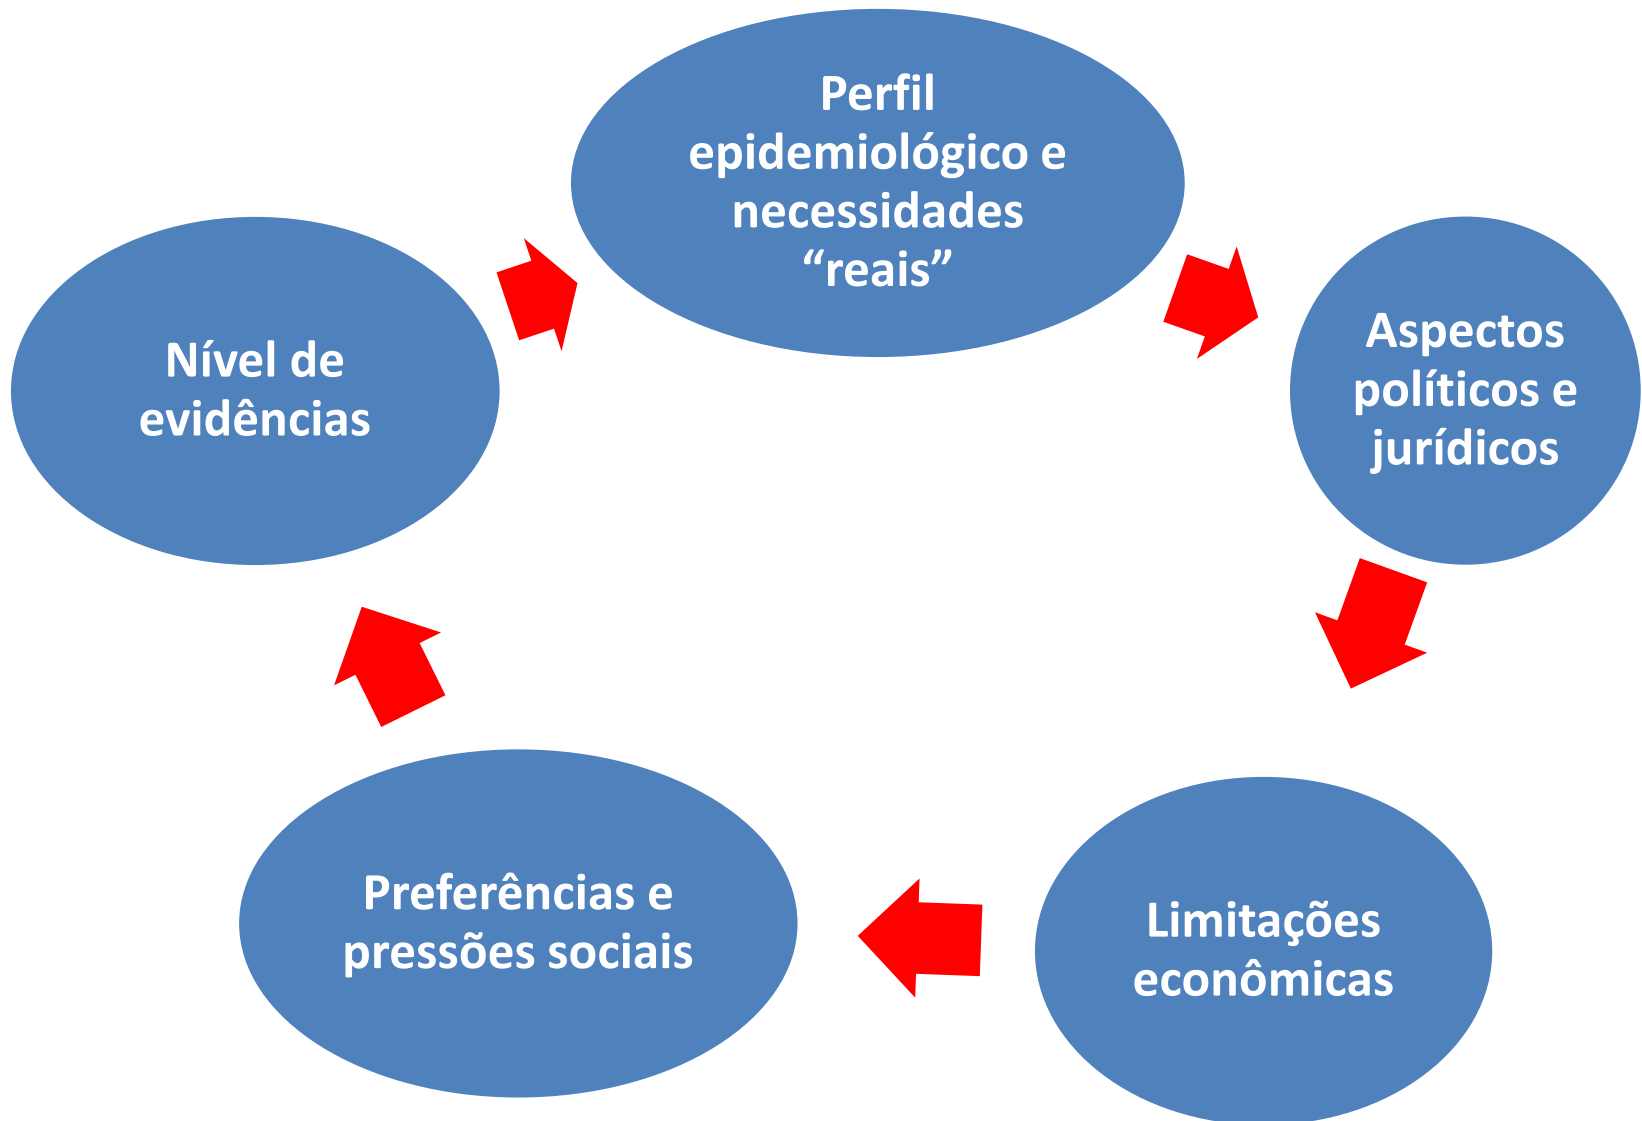 Perfil
epidemiológico e
necessidades
“reais”
Aspectos
políticos e
jurídicos
Limitações
econômicas
Preferências e
pressões sociais
Nível de
evidências